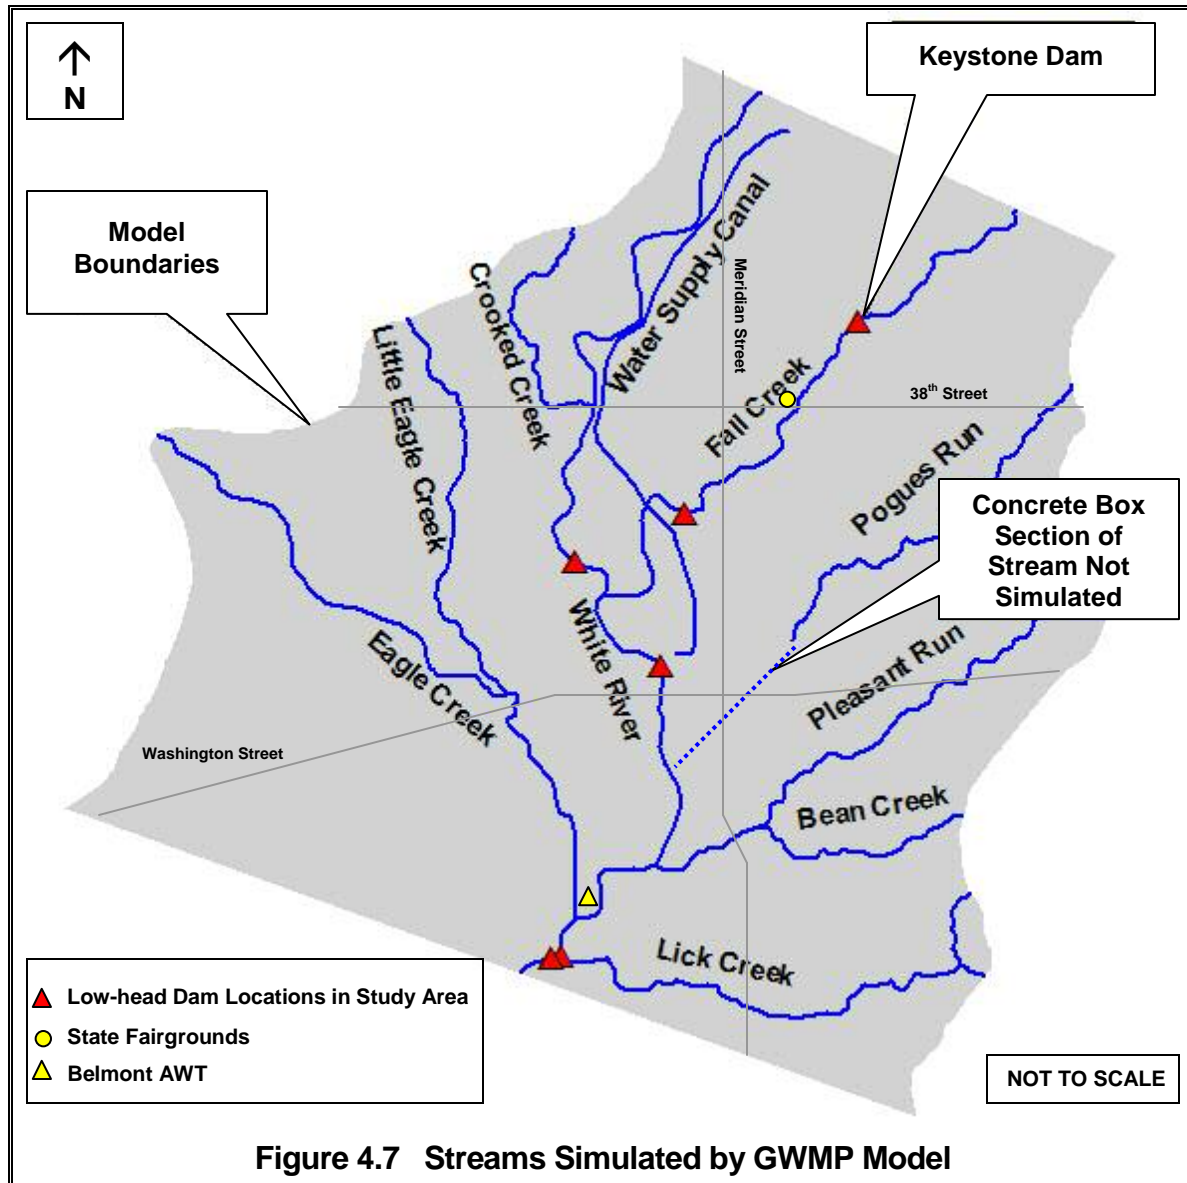 N
Keystone Dam
Model
Boundaries
Crooked Creek
Water Supply Canal
Meridian Street
Little Eagle Creek
Fall Creek
38th Street
Pogues Run
Concrete Box
Section of
Stream Not
Simulated
White River
Pleasant Run
Eagle Creek
Washington Street
Bean Creek
Lick Creek
Low-head Dam Locations in Study Area
State Fairgrounds
Belmont AWT
NOT TO SCALE
Figure 4.7 Streams Simulated by GWMP Model